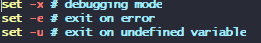 set -x # debugging mode
set -e # exit on error
set -u # exit on undefined variable